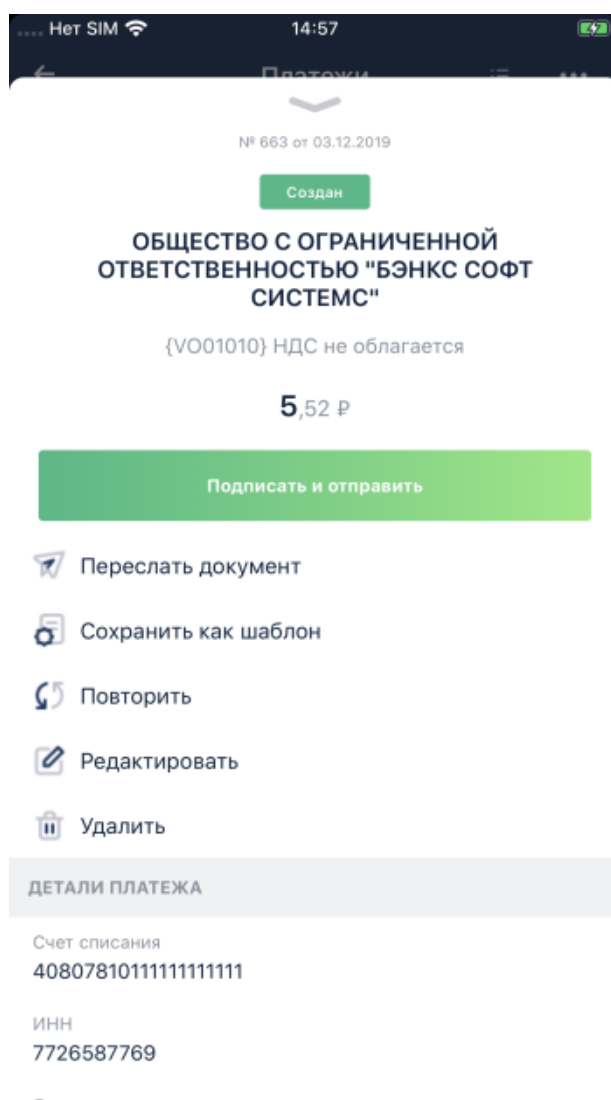 Нет SIM 14:57
Платежи
№ 663 от 03.12.2019
Создан
ОБЩЕСТВО С ОГРАНИЧЕННОЙ
ОТВЕТСТВЕННОСТЬЮ "БЭНКС СОФТ
СИСТЕМС"
{VO01010} НДС не облагается
5,52 ₽
Подписать и отправить
Переслать документ
Сохранить как шаблон
Повторить
Редактировать
Удалить
ДЕТАЛИ ПЛАТЕЖА
Счет списания
40807810111111111111
ИНН
7726587769